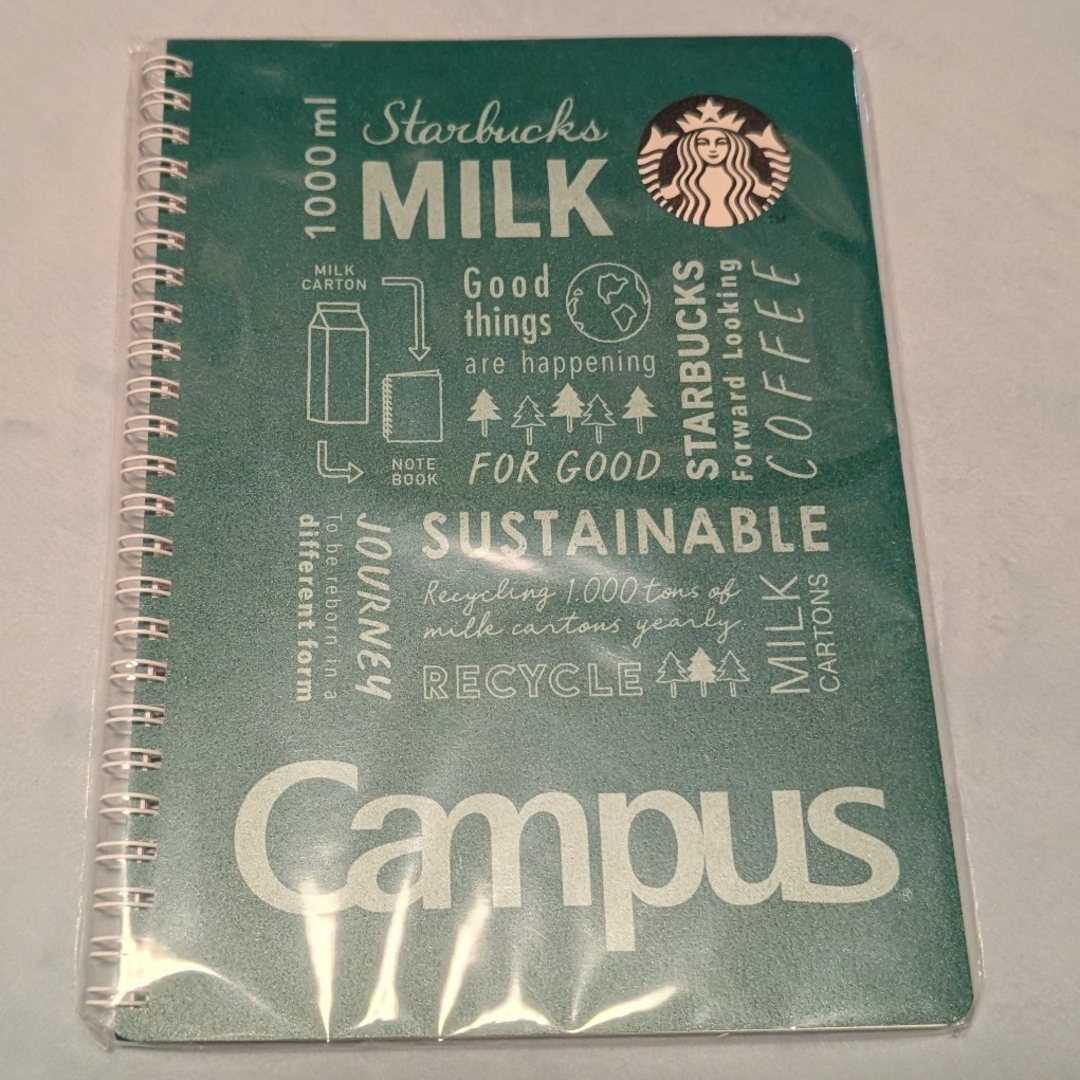 1000 ml
Starbucks
MILK
TM
MILK
CARTON
Good
things
are happening
FOR GOOD
STARBUCKS
Forward Looking
COFFEE
NOTE
BOOK
different form
To be reborn in a
JOURNEY
SUSTAINABLE
Recycling 1.000 tons of
milk cartons yearly
RECYCLE
MILK
CARTONS
Campus®